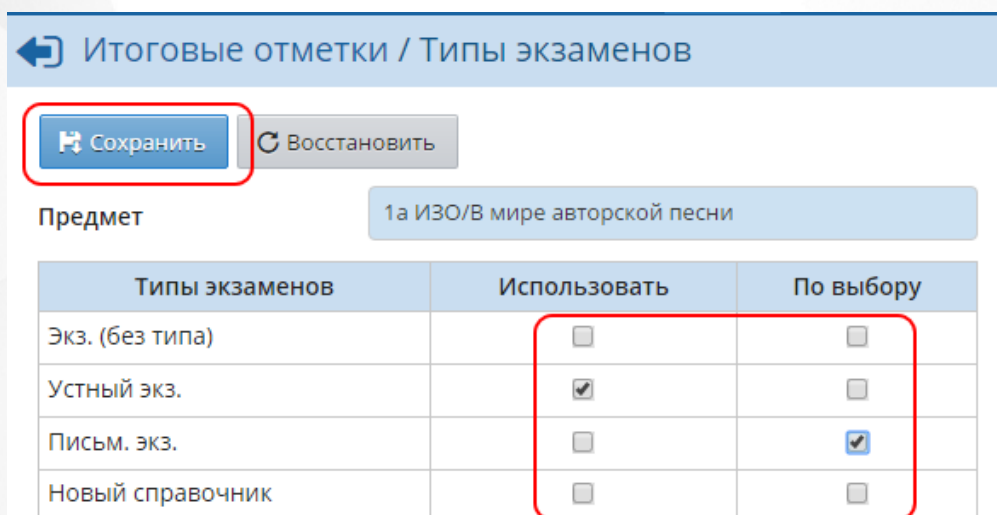 Итоговые отметки / Типы экзаменов
Сохранить Восстановить
Предмет 1а ИЗО/В мире авторской песни
Типы экзаменов Использовать По выбору
Экз. (без типа)
Устный экз.
Письм. экз.
Новый справочник